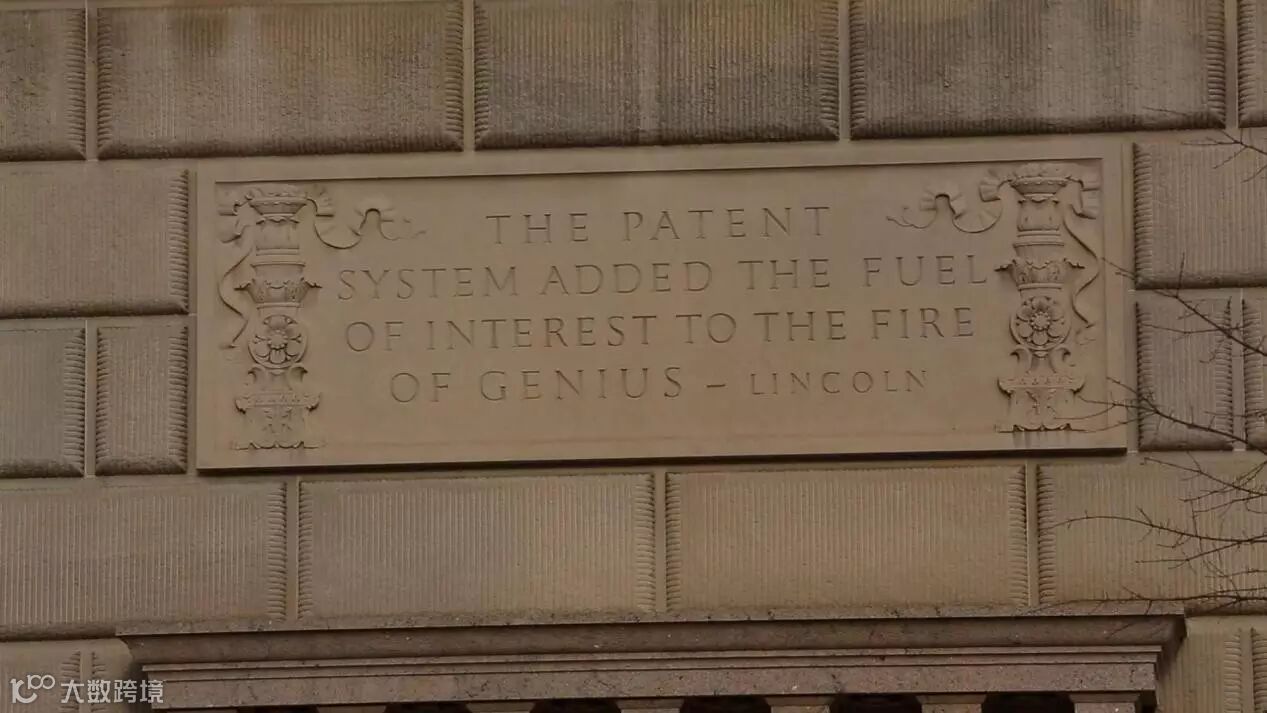 THE PATENT
SYSTEM ADDED THE FUEL
OF INTEREST TO THE FIRE
OF GENIUS – LINCOLN
大数跨境